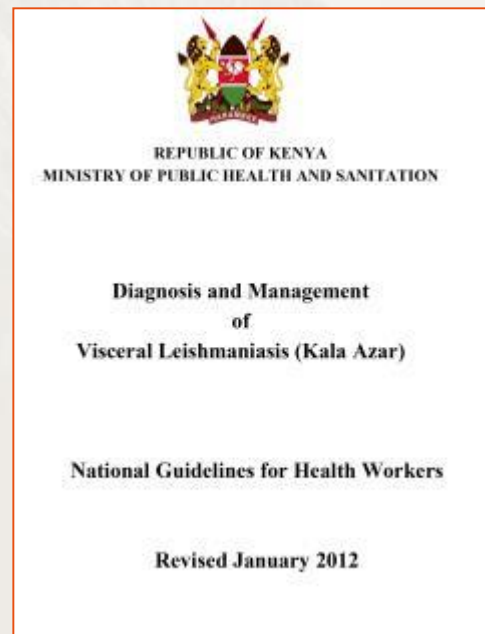 REPUBLIC OF KENYA
MINISTRY OF PUBLIC HEALTH AND SANITATION
Diagnosis and Management
of
Visceral Leishmaniasis (Kala Azar)
National Guidelines for Health Workers
Revised January 2012